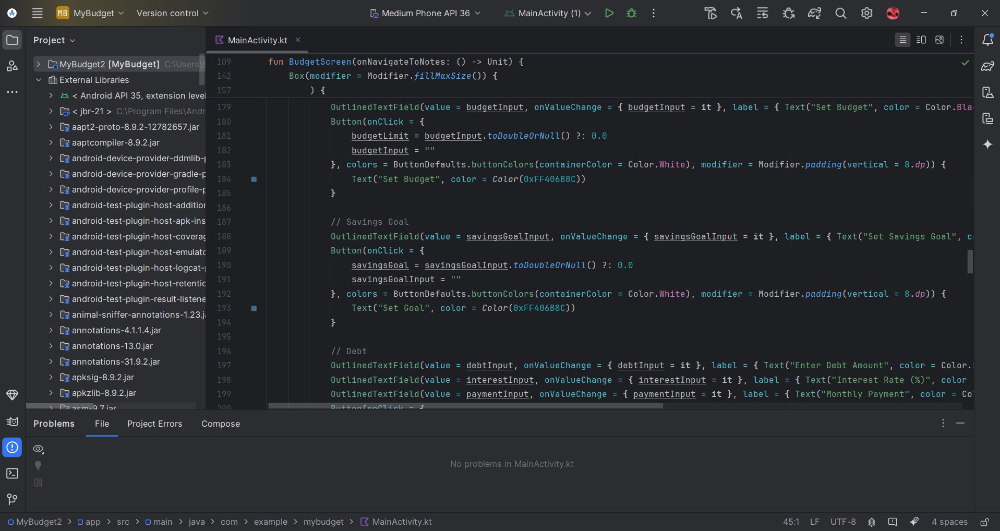 MB MyBudget Version control Medium Phone API 36 MainActivity (1)
Project
MyBudget2 [MyBudget] C:\Users\
External Libraries
< Android API 35, extension level
< jbr-21 > C:\Program Files\Andr
aapt2-proto-8.9.2-12782657.jar
aaptcompiler-8.9.2.jar
android-device-provider-ddmlib-
android-device-provider-gradle-p
android-device-provider-profile-p
android-test-plugin-host-addition
android-test-plugin-host-apk-ins
android-test-plugin-host-coverag
android-test-plugin-host-emulato
android-test-plugin-host-logcat-
android-test-plugin-host-retentio
android-test-plugin-result-listene
animal-sniffer-annotations-1.23.ja
annotations-4.1.1.4.jar
annotations-13.0.jar
annotations-31.9.2.jar
apksig-8.9.2.jar
apkzlib-8.9.2.jar
asm-9.7.jar
MainActivity.kt
109 fun BudgetScreen(onNavigateToNotes: () -> Unit) {
142 Box(modifier = Modifier.fillMaxSize()) {
157 ) {
179 OutlinedTextField(value = budgetInput, onValueChange = { budgetInput = it }, label = { Text("Set Budget", color = Color.Bla
180 Button(onClick = {
181 budgetLimit = budgetInput.toDoubleOrNull() ?: 0.0
182 budgetInput = ""
183 }, colors = ButtonDefaults.buttonColors(containerColor = Color.White), modifier = Modifier.padding(vertical = 8.dp)) {
184 Text("Set Budget", color = Color(0xFF406B8C))
185 }
186
187 // Savings Goal
188 OutlinedTextField(value = savingsGoalInput, onValueChange = { savingsGoalInput = it }, label = { Text("Set Savings Goal", c
189 Button(onClick = {
190 savingsGoal = savingsGoalInput.toDoubleOrNull() ?: 0.0
191 savingsGoalInput = ""
192 }, colors = ButtonDefaults.buttonColors(containerColor = Color.White), modifier = Modifier.padding(vertical = 8.dp)) {
193 Text("Set Goal", color = Color(0xFF406B8C))
194 }
195
196 // Debt
197 OutlinedTextField(value = debtInput, onValueChange = { debtInput = it }, label = { Text("Enter Debt Amount", color = Color.
198 OutlinedTextField(value = interestInput, onValueChange = { interestInput = it }, label = { Text("Interest Rate (%)", color =
199 OutlinedTextField(value = paymentInput, onValueChange = { paymentInput = it }, label = { Text("Monthly Payment", color = Co
200 Button(onClick = {
Problems File Project Errors Compose
No problems in MainActivity.kt
MyBudget2 > app > src > main > java > com > example > mybudget > MainActivity.kt 45:1 LF UTF-8 4 spaces